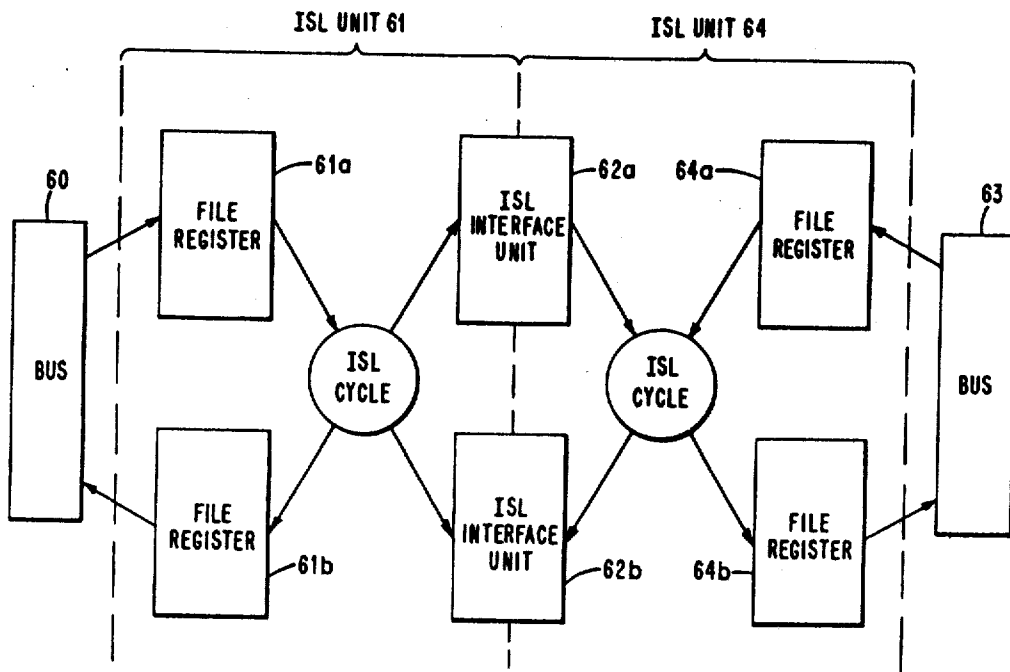 ISL UNIT 61
ISL UNIT 64
60
61a
62a
64a
63
FILE
REGISTER
ISL
INTERFACE
UNIT
FILE
REGISTER
BUS
ISL
CYCLE
ISL
CYCLE
BUS
FILE
REGISTER
ISL
INTERFACE
UNIT
FILE
REGISTER
61b
62b
64b